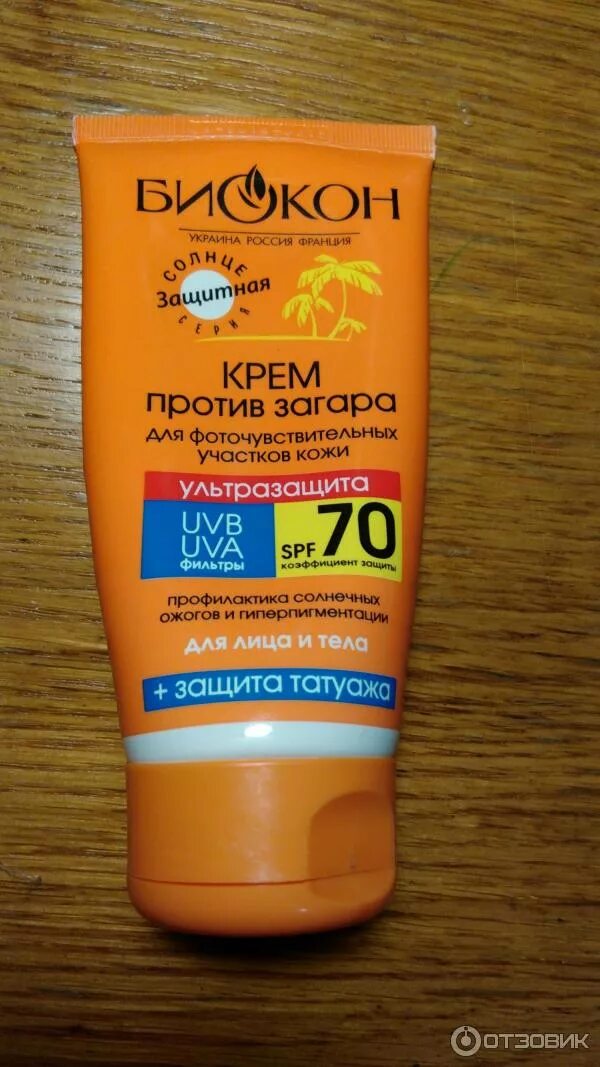 БИОКОН
УКРАИНА РОССИЯ ФРАНЦИЯ
СОЛНЦЕ
Защитная
СЕРИЯ
КРЕМ
против загара
для фоточувствительных
участков кожи
ультразащита
UVB
UVA
фильтры
SPF 70
коэффициент защиты
профилактика солнечных
ожогов и гиперпигментации
для лица и тела
+ защита татуажа
ОТЗОВИК